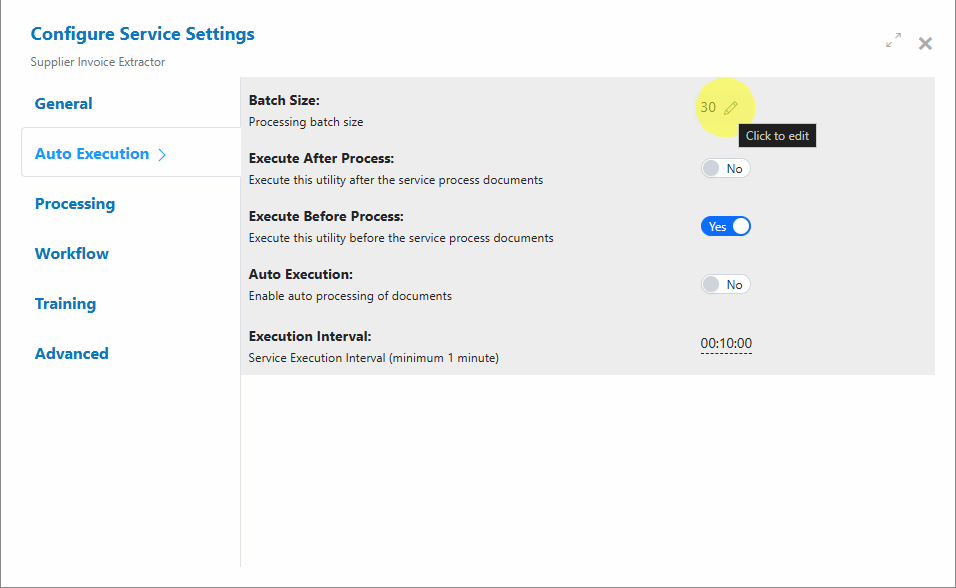 Configure Service Settings
Supplier Invoice Extractor
General
Auto Execution
Processing
Workflow
Training
Advanced
Batch Size:
Processing batch size
30
Click to edit
Execute After Process:
Execute this utility after the service process documents
No
Execute Before Process:
Execute this utility before the service process documents
Yes
Auto Execution:
Enable auto processing of documents
No
Execution Interval:
Service Execution Interval (minimum 1 minute)
00:10:00